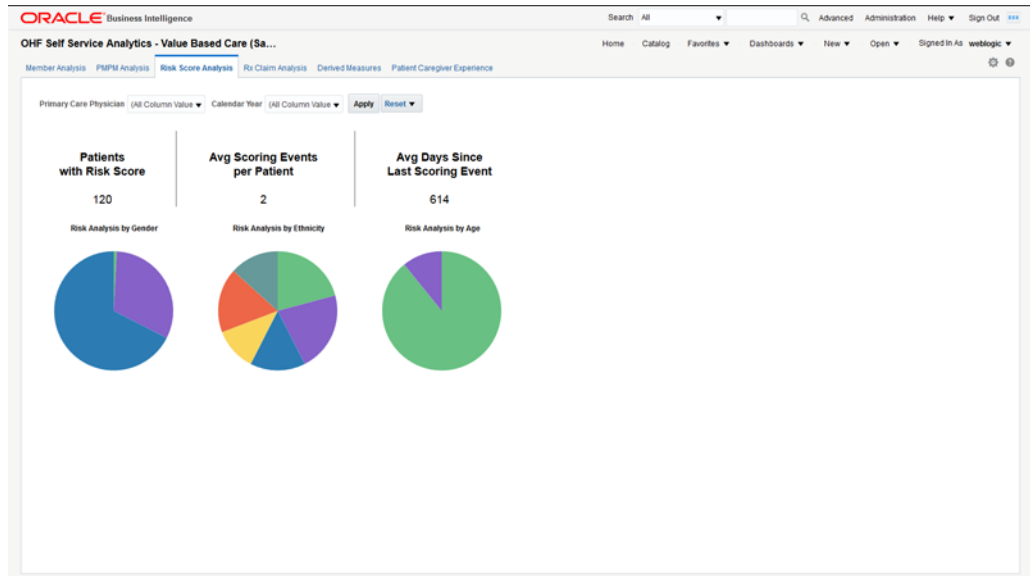 ORACLE Business Intelligence
Search All Advanced Administration Help Sign Out
OHF Self Service Analytics - Value Based Care (Sa...
Home Catalog Favorites Dashboards New Open Signed In As weblogic
Member Analysis PMPM Analysis Risk Score Analysis Rx Claim Analysis Derived Measures Patient Caregiver Experience
Primary Care Physician (All Column Value Calendar Year (All Column Value Apply Reset
Patients
with Risk Score
120
Avg Scoring Events
per Patient
2
Avg Days Since
Last Scoring Event
614
Risk Analysis by Gender
Risk Analysis by Ethnicity
Risk Analysis by Age